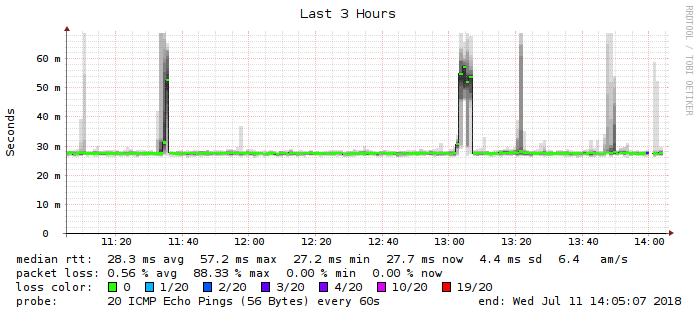 Last 3 Hours
RRDTOOL / TOBI OETIKER
Seconds
60 m
50 m
40 m
30 m
20 m
10 m
0
11:20 11:40 12:00 12:20 12:40 13:00 13:20 13:40 14:00
median rtt: 28.3 ms avg 57.2 ms max 27.2 ms min 27.7 ms now 4.4 ms sd 6.4 am/s
packet loss: 0.56 % avg 88.33 % max 0.00 % min 0.00 % now
loss color: 0 1/20 2/20 3/20 4/20 10/20 19/20
probe: 20 ICMP Echo Pings (56 Bytes) every 60s end: Wed Jul 11 14:05:07 2018